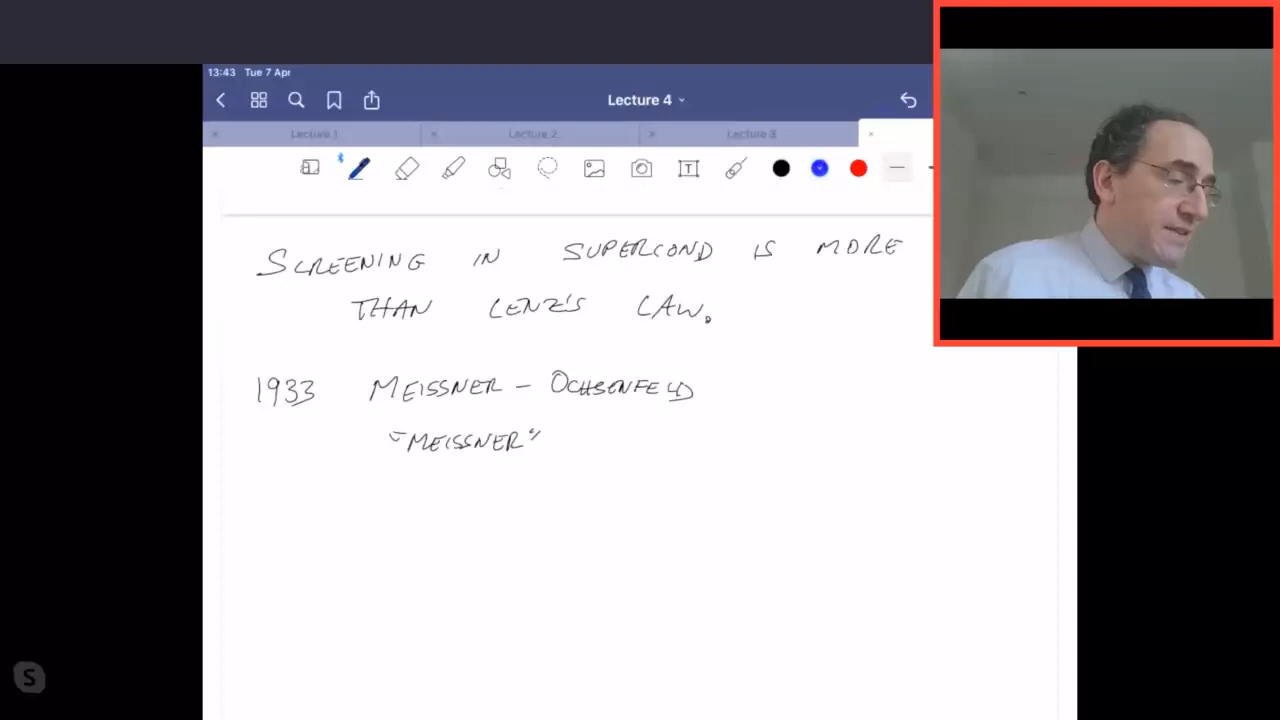 13:43 Tue 7 Apr
Lecture 4
Lecture 1
Lecture 2
Lecture 3
T
SCREENING IN SUPERCOND IS MORE
THAN LENZ'S LAW.
1933 MEISSNER - OCHSENFELD
"MEISSNER"
S